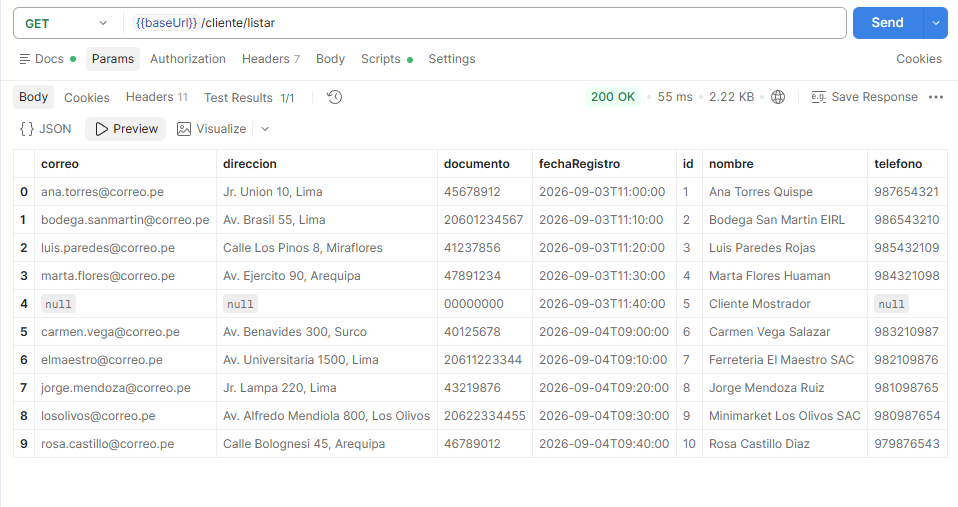 GET {{baseUrl}} /cliente/listar Send
Docs Params Authorization Headers 7 Body Scripts Settings Cookies
Body Cookies Headers 11 Test Results 1/1 200 OK 55 ms 2.22 KB e.g. Save Response
{} JSON Preview Visualize
correo direccion documento fechaRegistro id nombre telefono
0 ana.torres@correo.pe Jr. Union 10, Lima 45678912 2026-09-03T11:00:00 1 Ana Torres Quispe 987654321
1 bodega.sanmartin@correo.pe Av. Brasil 55, Lima 20601234567 2026-09-03T11:10:00 2 Bodega San Martin EIRL 986543210
2 luis.paredes@correo.pe Calle Los Pinos 8, Miraflores 41237856 2026-09-03T11:20:00 3 Luis Paredes Rojas 985432109
3 marta.flores@correo.pe Av. Ejercito 90, Arequipa 47891234 2026-09-03T11:30:00 4 Marta Flores Huaman 984321098
4 null null 00000000 2026-09-03T11:40:00 5 Cliente Mostrador null
5 carmen.vega@correo.pe Av. Benavides 300, Surco 40125678 2026-09-04T09:00:00 6 Carmen Vega Salazar 983210987
6 elmaestro@correo.pe Av. Universitaria 1500, Lima 20611223344 2026-09-04T09:10:00 7 Ferreteria El Maestro SAC 982109876
7 jorge.mendoza@correo.pe Jr. Lampa 220, Lima 43219876 2026-09-04T09:20:00 8 Jorge Mendoza Ruiz 981098765
8 losolivos@correo.pe Av. Alfredo Mendiola 800, Los Olivos 20622334455 2026-09-04T09:30:00 9 Minimarket Los Olivos SAC 980987654
9 rosa.castillo@correo.pe Calle Bolognesi 45, Arequipa 46789012 2026-09-04T09:40:00 10 Rosa Castillo Diaz 979876543